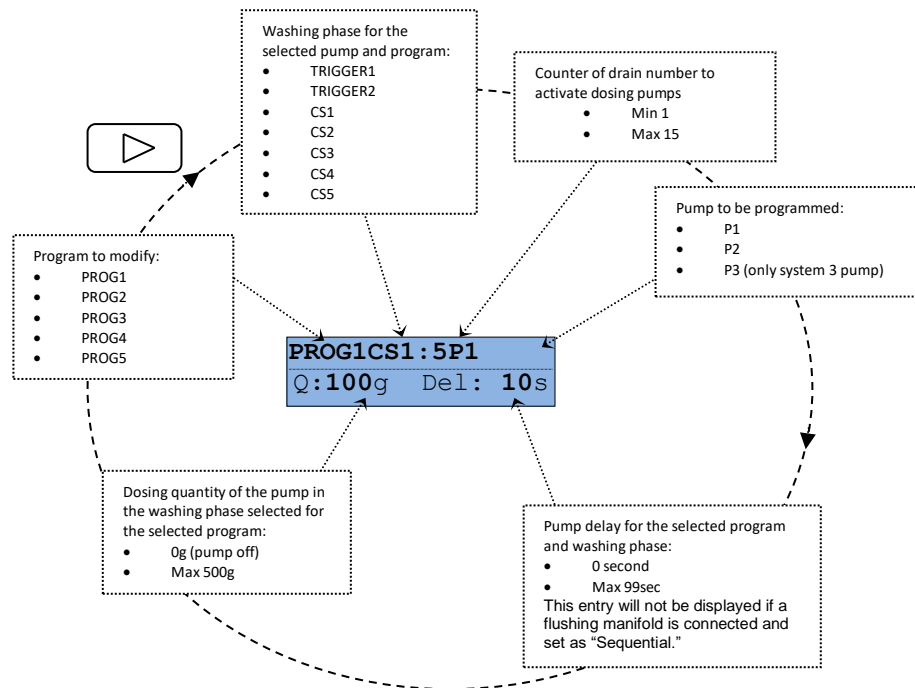 Washing phase for the
selected pump and program:
• TRIGGER1
• TRIGGER2
• CS1
• CS2
• CS3
• CS4
• CS5
Counter of drain number to
activate dosing pumps
• Min 1
• Max 15
Pump to be programmed:
• P1
• P2
• P3 (only system 3 pump)
Program to modify:
• PROG1
• PROG2
• PROG3
• PROG4
• PROG5
PROG1CS1:5P1
Q:100g Del: 10s
Dosing quantity of the pump in
the washing phase selected for
the selected program:
• 0g (pump off)
• Max 500g
Pump delay for the selected program
and washing phase:
• 0 second
• Max 99sec
This entry will not be displayed if a
flushing manifold is connected and
set as “Sequential.”